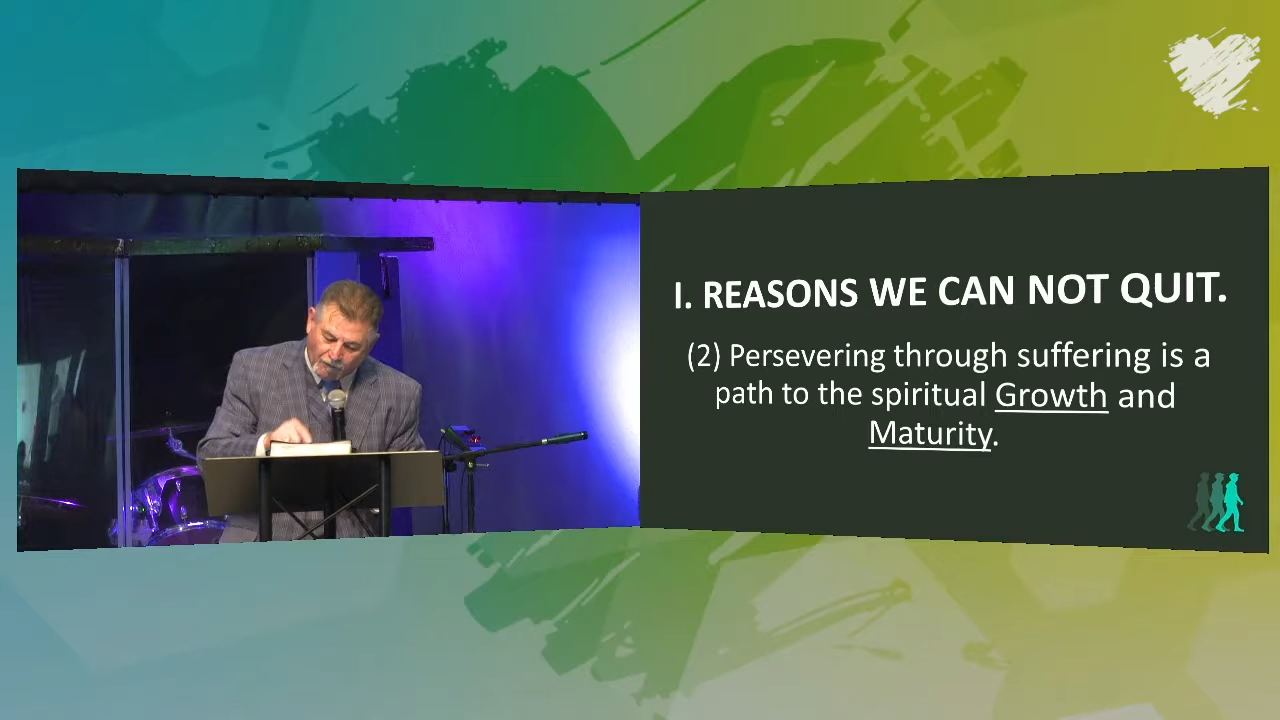 I. REASONS WE CAN NOT QUIT.
(2) Persevering through suffering is a
path to the spiritual Growth and
Maturity.